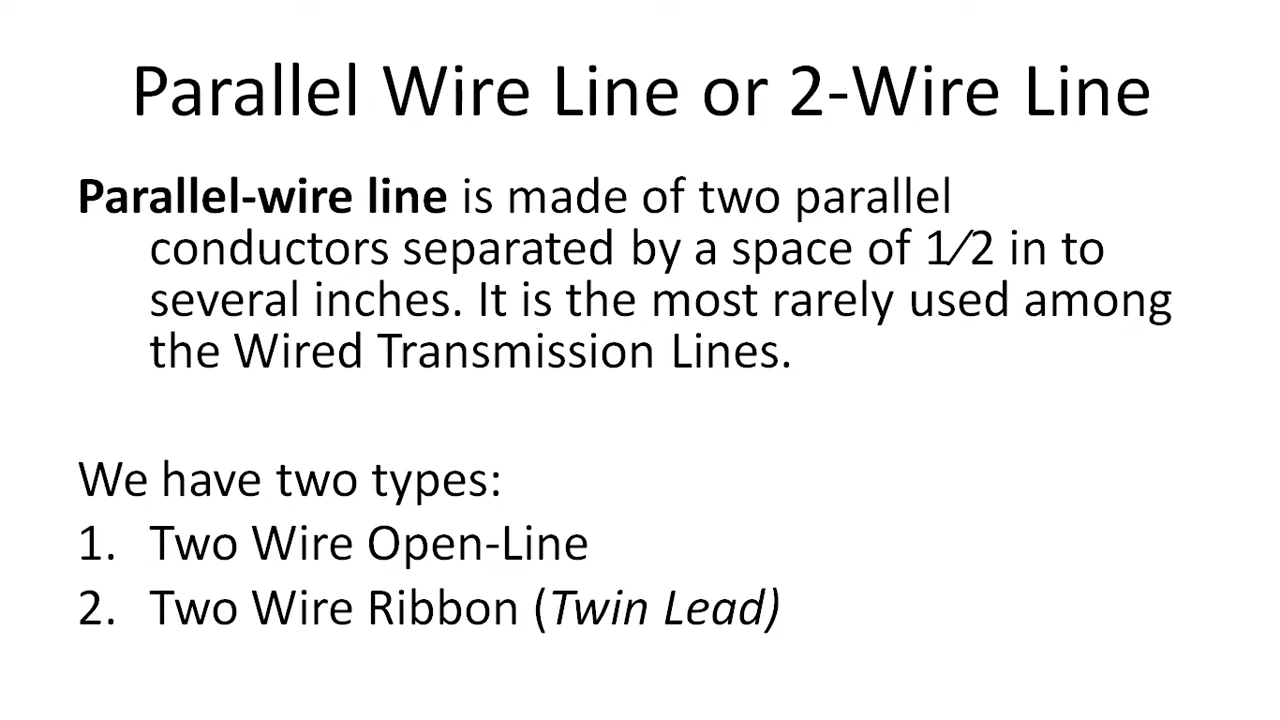 Parallel Wire Line or 2-Wire Line
Parallel-wire line is made of two parallel
conductors separated by a space of 1⁄2 in to
several inches. It is the most rarely used among
the Wired Transmission Lines.
We have two types:
1. Two Wire Open-Line
2. Two Wire Ribbon (Twin Lead)